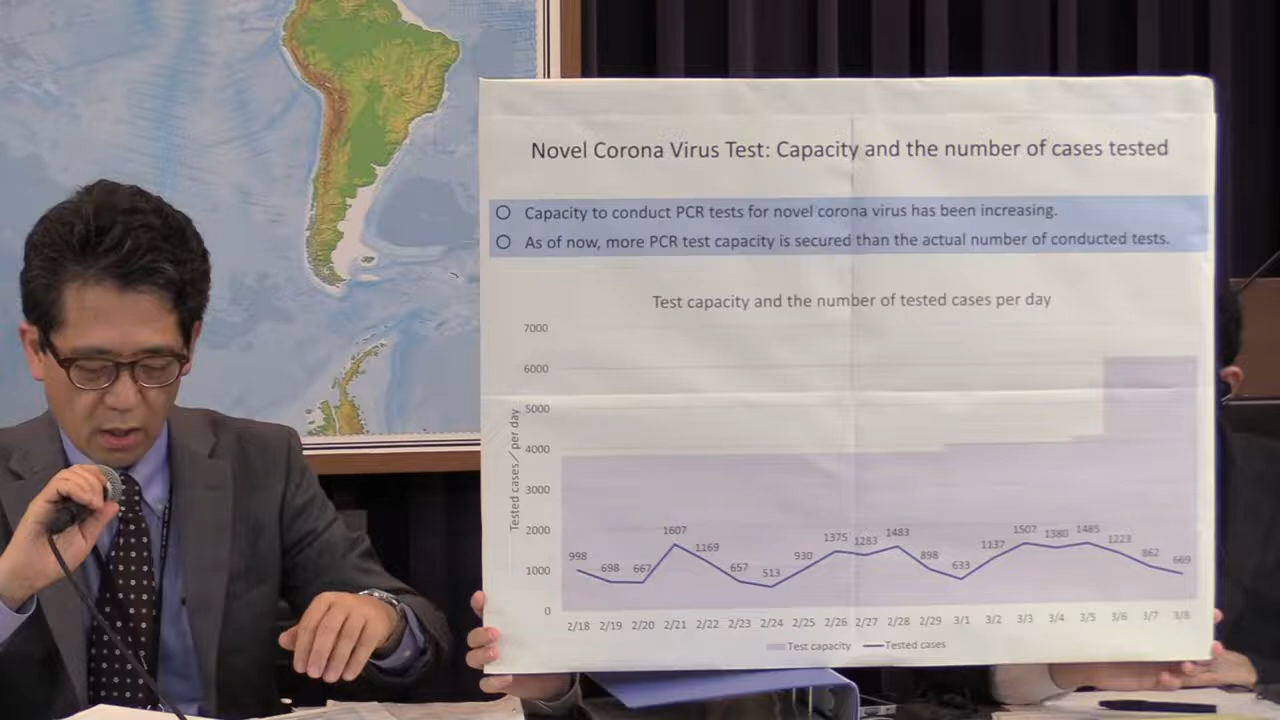 Novel Corona Virus Test: Capacity and the number of cases tested
○ Capacity to conduct PCR tests for novel corona virus has been increasing.
○ As of now, more PCR test capacity is secured than the actual number of conducted tests.
Test capacity and the number of tested cases per day
Tested cases／per day
7000
6000
5000
4000
3000
2000
1000
0
998 698 667 1607 1169 657 513 930 1375 1283 1483 898 633 1137 1507 1380 1485 1223 862 669
2/18 2/19 2/20 2/21 2/22 2/23 2/24 2/25 2/26 2/27 2/28 2/29 3/1 3/2 3/3 3/4 3/5 3/6 3/7 3/8
Test capacity Tested cases